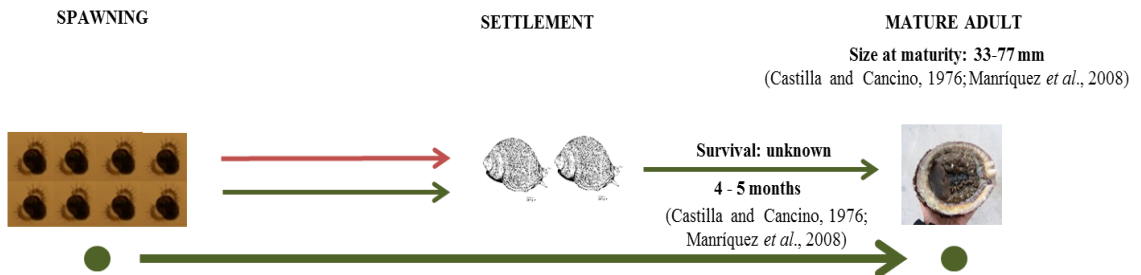 SPAWNING
SETTLEMENT
MATURE ADULT
Size at maturity: 33-77 mm
(Castilla and Cancino, 1976; Manríquez et al., 2008)
Survival: unknown
4 - 5 months
(Castilla and Cancino, 1976;
Manríquez et al., 2008)